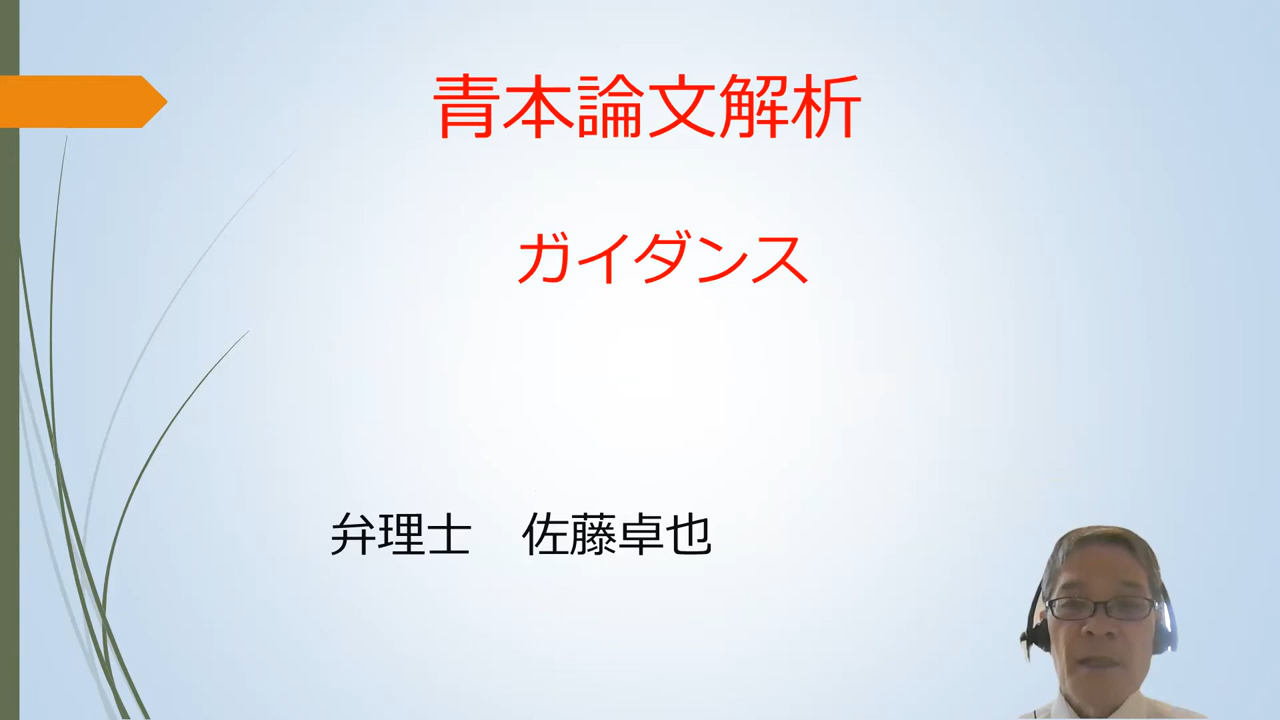 青本論文解析
ガイダンス
弁理士　佐藤卓也